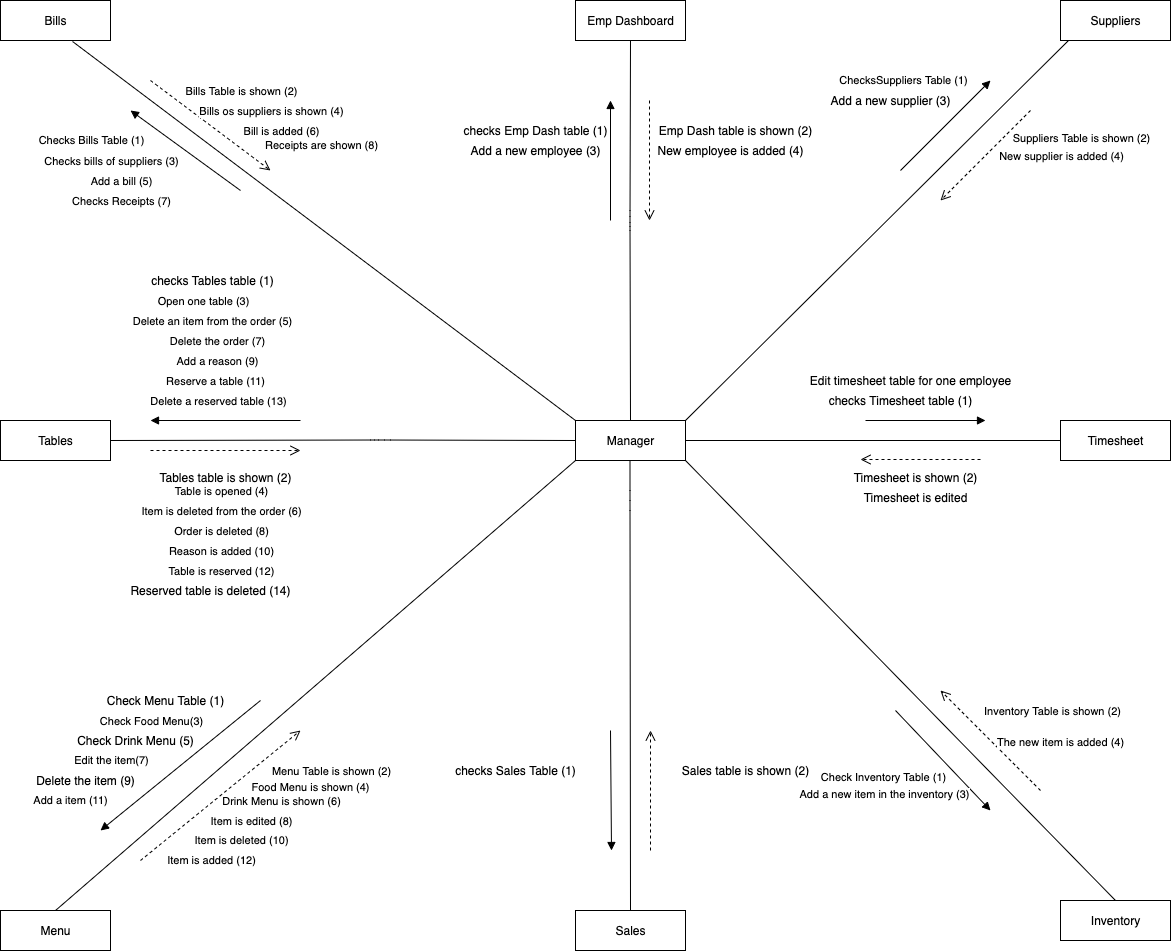 Bills
Emp Dashboard
Suppliers
Bills Table is shown (2)
Bills os suppliers is shown (4)
Bill is added (6)
Receipts are shown (8)
Checks Bills Table (1)
Checks bills of suppliers (3)
Add a bill (5)
Checks Receipts (7)
checks Emp Dash table (1)
Add a new employee (3)
Emp Dash table is shown (2)
New employee is added (4)
ChecksSuppliers Table (1)
Add a new supplier (3)
Suppliers Table is shown (2)
New supplier is added (4)
checks Tables table (1)
Open one table (3)
Delete an item from the order (5)
Delete the order (7)
Add a reason (9)
Reserve a table (11)
Delete a reserved table (13)
Edit timesheet table for one employee
checks Timesheet table (1)
Tables
Manager
Timesheet
Tables table is shown (2)
Table is opened (4)
Item is deleted from the order (6)
Order is deleted (8)
Reason is added (10)
Table is reserved (12)
Reserved table is deleted (14)
Timesheet is shown (2)
Timesheet is edited
Check Menu Table (1)
Check Food Menu(3)
Check Drink Menu (5)
Edit the item(7)
Delete the item (9)
Add a item (11)
Menu Table is shown (2)
Food Menu is shown (4)
Drink Menu is shown (6)
Item is edited (8)
Item is deleted (10)
Item is added (12)
checks Sales Table (1)
Sales table is shown (2)
Inventory Table is shown (2)
The new item is added (4)
Check Inventory Table (1)
Add a new item in the inventory (3)
Menu
Sales
Inventory